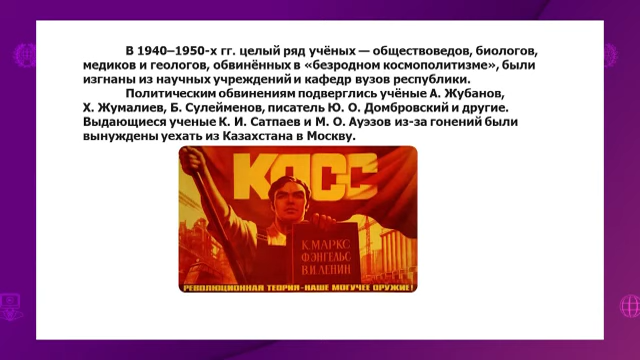 В 1940–1950-х гг. целый ряд учёных — обществоведов, биологов,
медиков и геологов, обвинённых в «безродном космополитизме», были
изгнаны из научных учреждений и кафедр вузов республики.
Политическим обвинениям подверглись учёные А. Жубанов,
Х. Жумалиев, Б. Сулейменов, писатель Ю. О. Домбровский и другие.
Выдающиеся ученые К. И. Сатпаев и М. О. Ауэзов из-за гонений были
вынуждены уехать из Казахстана в Москву.
КПСС
К.МАРКС
Ф.ЭНГЕЛЬС
В.И.ЛЕНИН
РЕВОЛЮЦИОННАЯ ТЕОРИЯ-НАШЕ МОГУЧЕЕ ОРУЖИЕ!